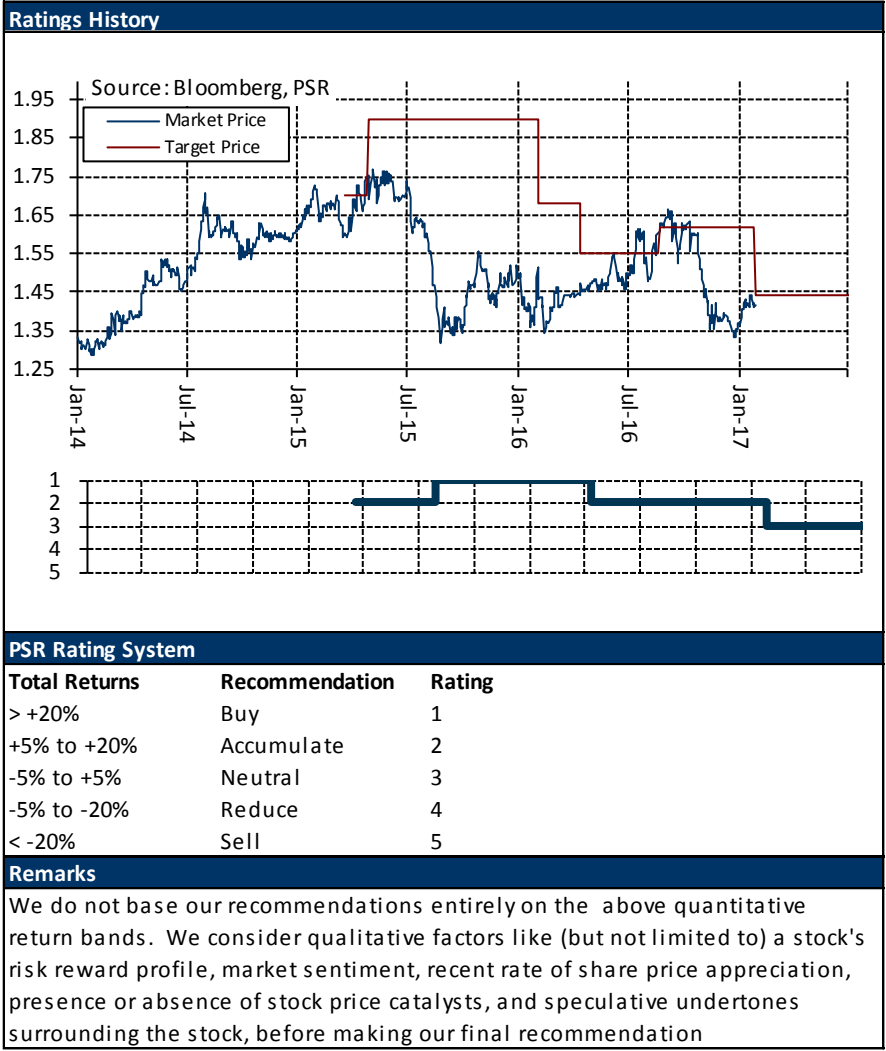 Ratings History
Source: Bloomberg, PSR
Market Price
Target Price
1.95
1.85
1.75
1.65
1.55
1.45
1.35
1.25
Jan-14
Jul-14
Jan-15
Jul-15
Jan-16
Jul-16
Jan-17
1
2
3
4
5
PSR Rating System
Total Returns Recommendation Rating
> +20% Buy 1
+5% to +20% Accumulate 2
-5% to +5% Neutral 3
-5% to -20% Reduce 4
< -20% Sell 5
Remarks
We do not base our recommendations entirely on the above quantitative
return bands. We consider qualitative factors like (but not limited to) a stock's
risk reward profile, market sentiment, recent rate of share price appreciation,
presence or absence of stock price catalysts, and speculative undertones
surrounding the stock, before making our final recommendation